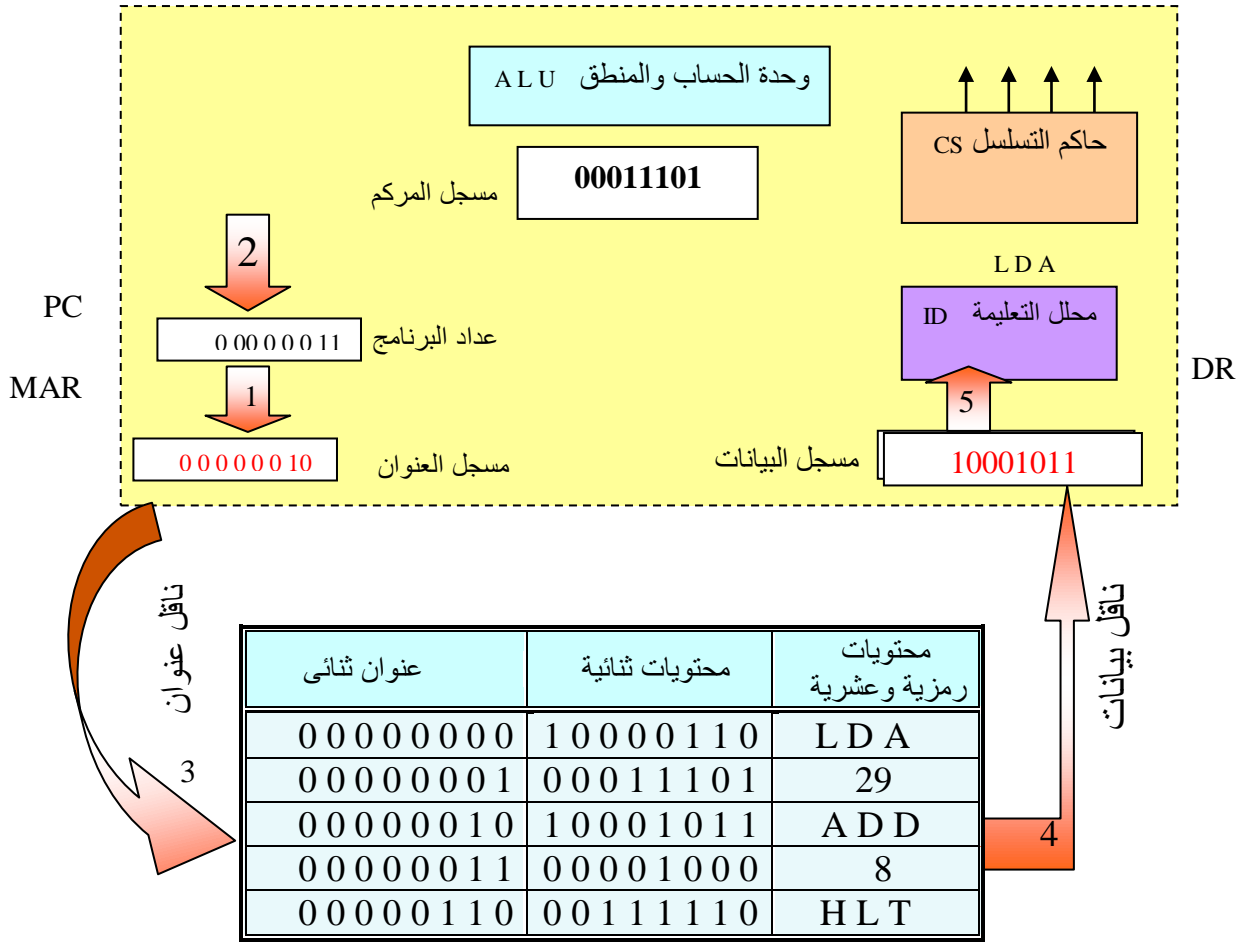 وحدة الحساب والمنطق ALU
حاكم التسلسل CS
00011101
مسجل المركم
2
LDA
محلل التعليمة ID
PC
00000011
عداد البرنامج
DR
MAR
1
5
00000010
مسجل العنوان
مسجل البيانات
10001011
ناقل عنوان
ناقل بيانات
3
4
عنوان ثنائى محتويات ثنائية محتويات رمزية وعشرية
00000000 10000110 LDA
00000001 00011101 29
00000010 10001011 ADD
00000011 00001000 8
00000110 00111110 HLT